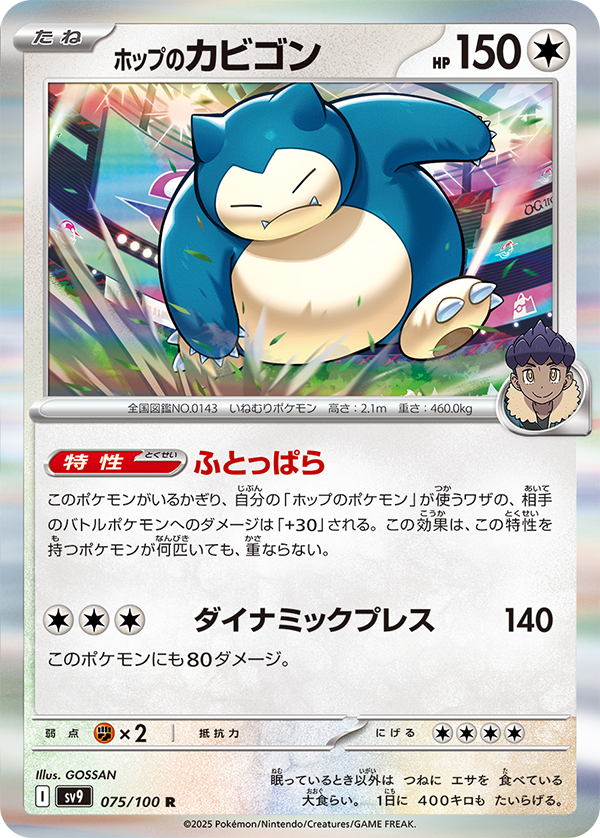 たね
ホップのカビゴン HP 150
全国図鑑NO.0143 いねむりポケモン 高さ:2.1m 重さ:460.0kg
特性 とくせい ふとっぱら
このポケモンがいるかぎり、自分の「ホップのポケモン」が使うワザの、相手
のバトルポケモンへのダメージは「+30」される。この効果は、この特性を
持つポケモンが何匹いても、重ならない。
ダイナミックプレス 140
このポケモンにも80ダメージ。
弱点 ×2 抵抗力 にげる
Illus. GOSSAN
眠っているとき以外は つねに エサを 食べている
大食らい。 1日に 400キロも たいらげる。
I sv9 075/100 R
©2025 Pokémon/Nintendo/Creatures/GAME FREAK.